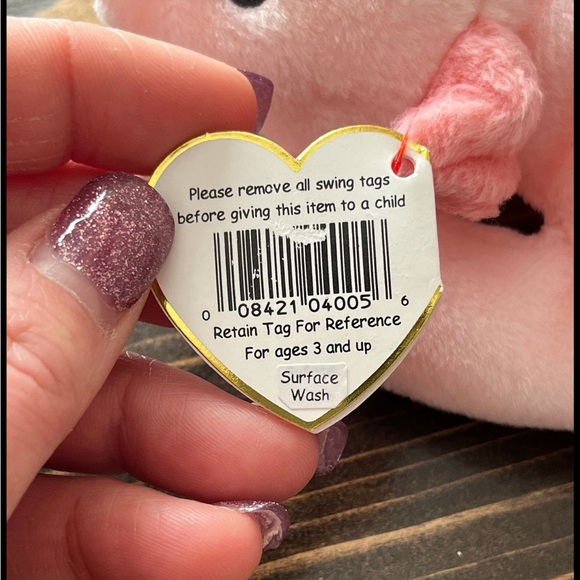 Please remove all swing tags
before giving this item to a child
0 08421 04005 6
Retain Tag For Reference
For ages 3 and up
Surface
Wash